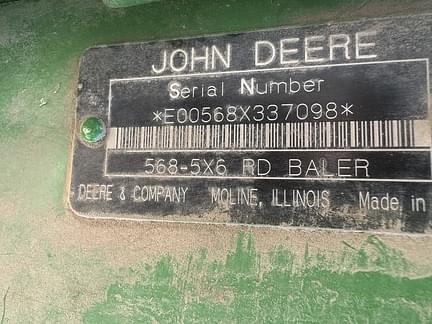 JOHN DEERE
Serial Number
*E00568X337098*
568-5X6 RD BALER
DEERE & COMPANY MOLINE, ILLINOIS Made in